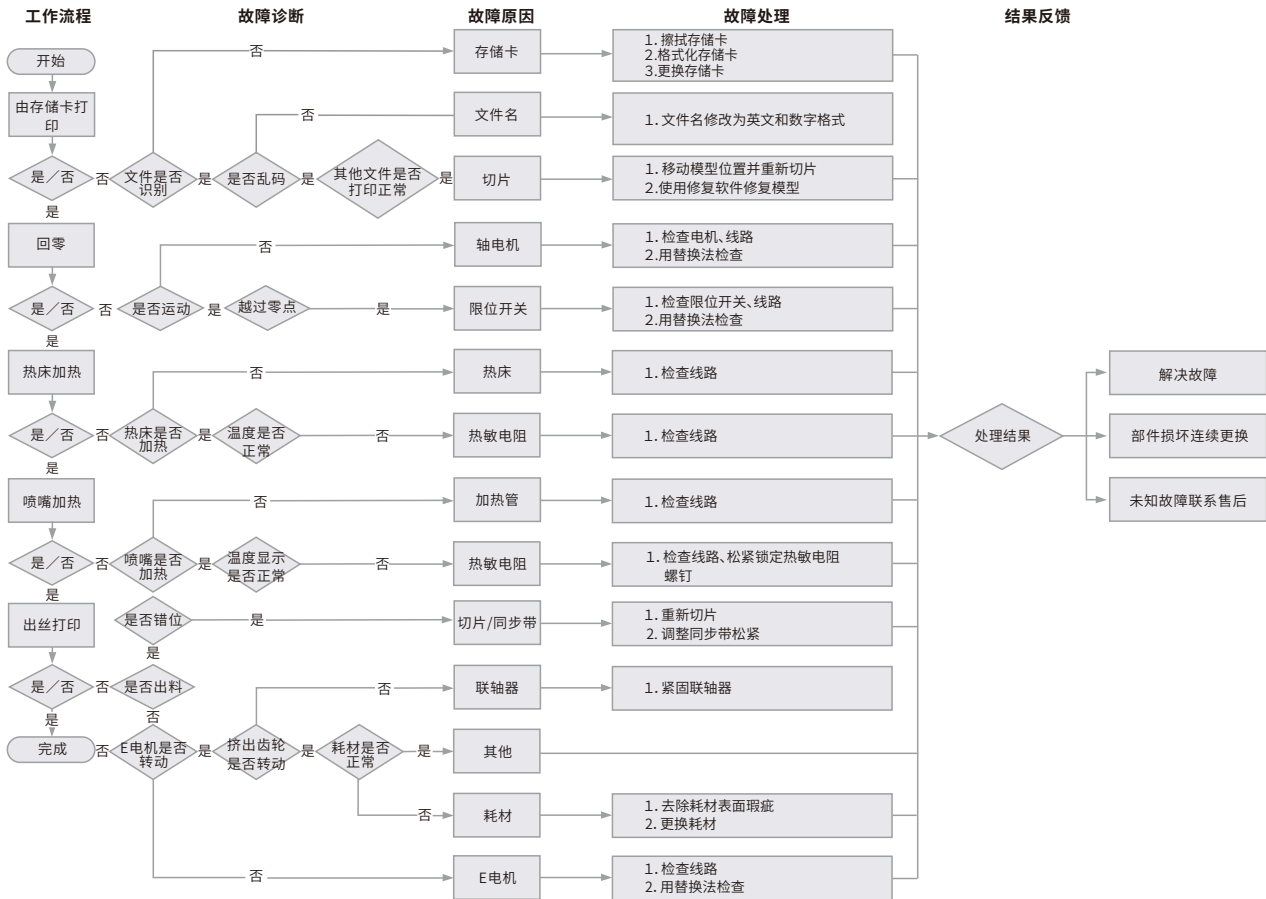 工作流程
故障诊断
故障原因
故障处理
结果反馈
开始
由存储卡打
印
是／否
否
文件是否
识别
否
存储卡
1. 擦拭存储卡
2.格式化存储卡
3.更换存储卡
是
是否乱码
否
文件名
1. 文件名修改为英文和数字格式
是
其他文件是否
打印正常
是
切片
1. 移动模型位置并重新切片
2.使用修复软件修复模型
是
回零
是／否
否
是否运动
否
轴电机
1. 检查电机、线路
2.用替换法检查
是
越过零点
是
限位开关
1. 检查限位开关、线路
2.用替换法检查
是
热床加热
是／否
否
热床是否
加热
否
热床
1. 检查线路
是
温度是否
正常
否
热敏电阻
1. 检查线路
是
喷嘴加热
是／否
否
喷嘴是否
加热
否
加热管
1. 检查线路
是
温度显示
是否正常
否
热敏电阻
1. 检查线路、松紧锁定热敏电阻
螺钉
是
出丝打印
是否错位
是
切片/同步带
1. 重新切片
2. 调整同步带松紧
是
是／否
否
是否出料
否
联轴器
1. 紧固联轴器
是
否
完成
否
E电机是否
转动
是
挤出齿轮
是否转动
是
耗材是否
正常
是
其他
否
耗材
1. 去除耗材表面瑕疵
2. 更换耗材
否
E电机
1. 检查线路
2. 用替换法检查
处理结果
解决故障
部件损坏连续更换
未知故障联系售后